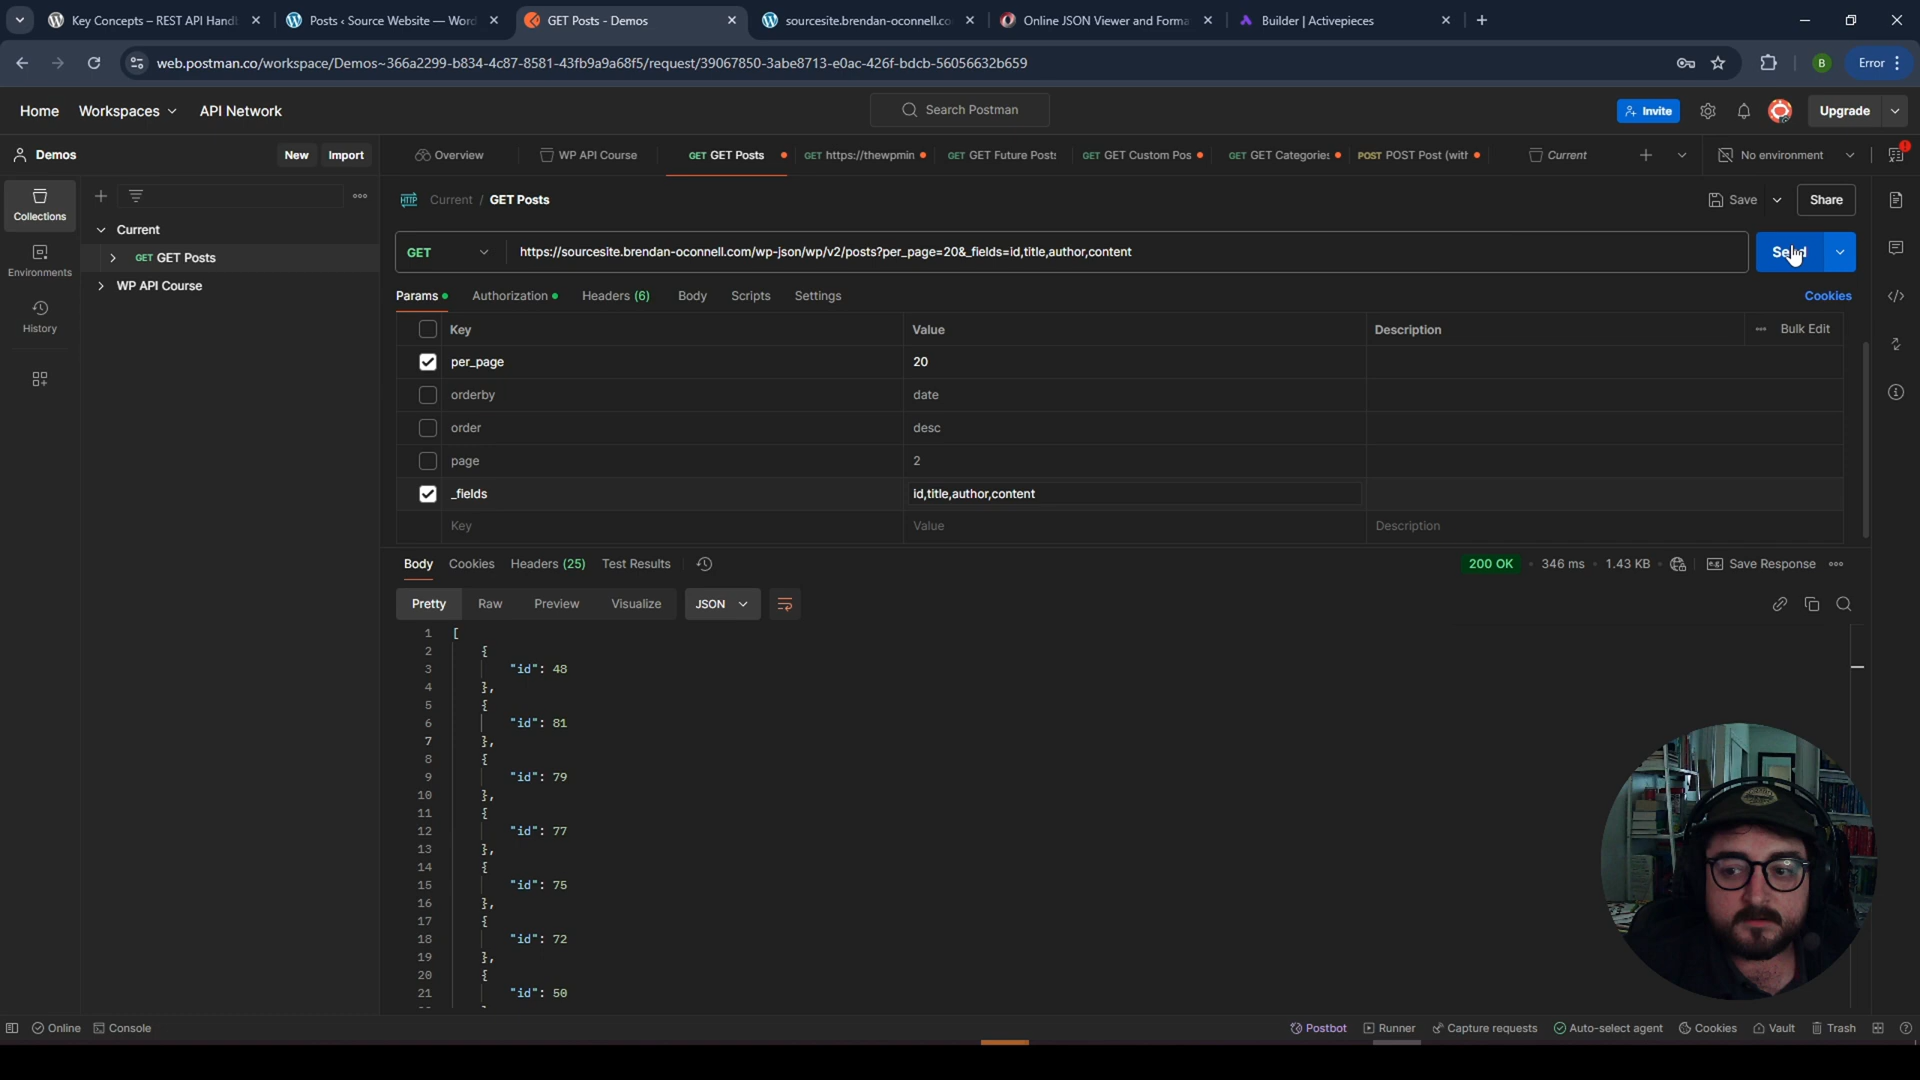 Key Concepts – REST API Handl
Posts ‹ Source Website — Word
GET Posts - Demos
sourcesite.brendan-oconnell.co
Online JSON Viewer and Forma
Builder | Activepieces
web.postman.co/workspace/Demos~366a2299-b834-4c87-8581-43fb9a9a68f5/request/39067850-3abe8713-e0ac-426f-bdcb-56056632b659
B
Error
Home
Workspaces
API Network
Search Postman
Invite
Upgrade
Demos
New
Import
Overview
WP API Course
GET GET Posts
GET https://thewpmin
GET GET Future Posts
GET GET Custom Pos
GET GET Categories
POST POST Post (with
Current
No environment
Collections
Environments
History
Current
GET GET Posts
WP API Course
HTTP Current / GET Posts
Save
Share
GET
https://sourcesite.brendan-oconnell.com/wp-json/wp/v2/posts?per_page=20&_fields=id,title,author,content
Send
Params
Authorization
Headers (6)
Body
Scripts
Settings
Cookies
Key Value Description Bulk Edit
per_page 20
orderby date
order desc
page 2
_fields id,title,author,content
Key Value Description
Body
Cookies
Headers (25)
Test Results
200 OK
346 ms
1.43 KB
Save Response
Pretty
Raw
Preview
Visualize
JSON
1 [
2 {
3 "id": 48
4 },
5 {
6 "id": 81
7 },
8 {
9 "id": 79
10 },
11 {
12 "id": 77
13 },
14 {
15 "id": 75
16 },
17 {
18 "id": 72
19 },
20 {
21 "id": 50
Online
Console
Postbot
Runner
Capture requests
Auto-select agent
Cookies
Vault
Trash